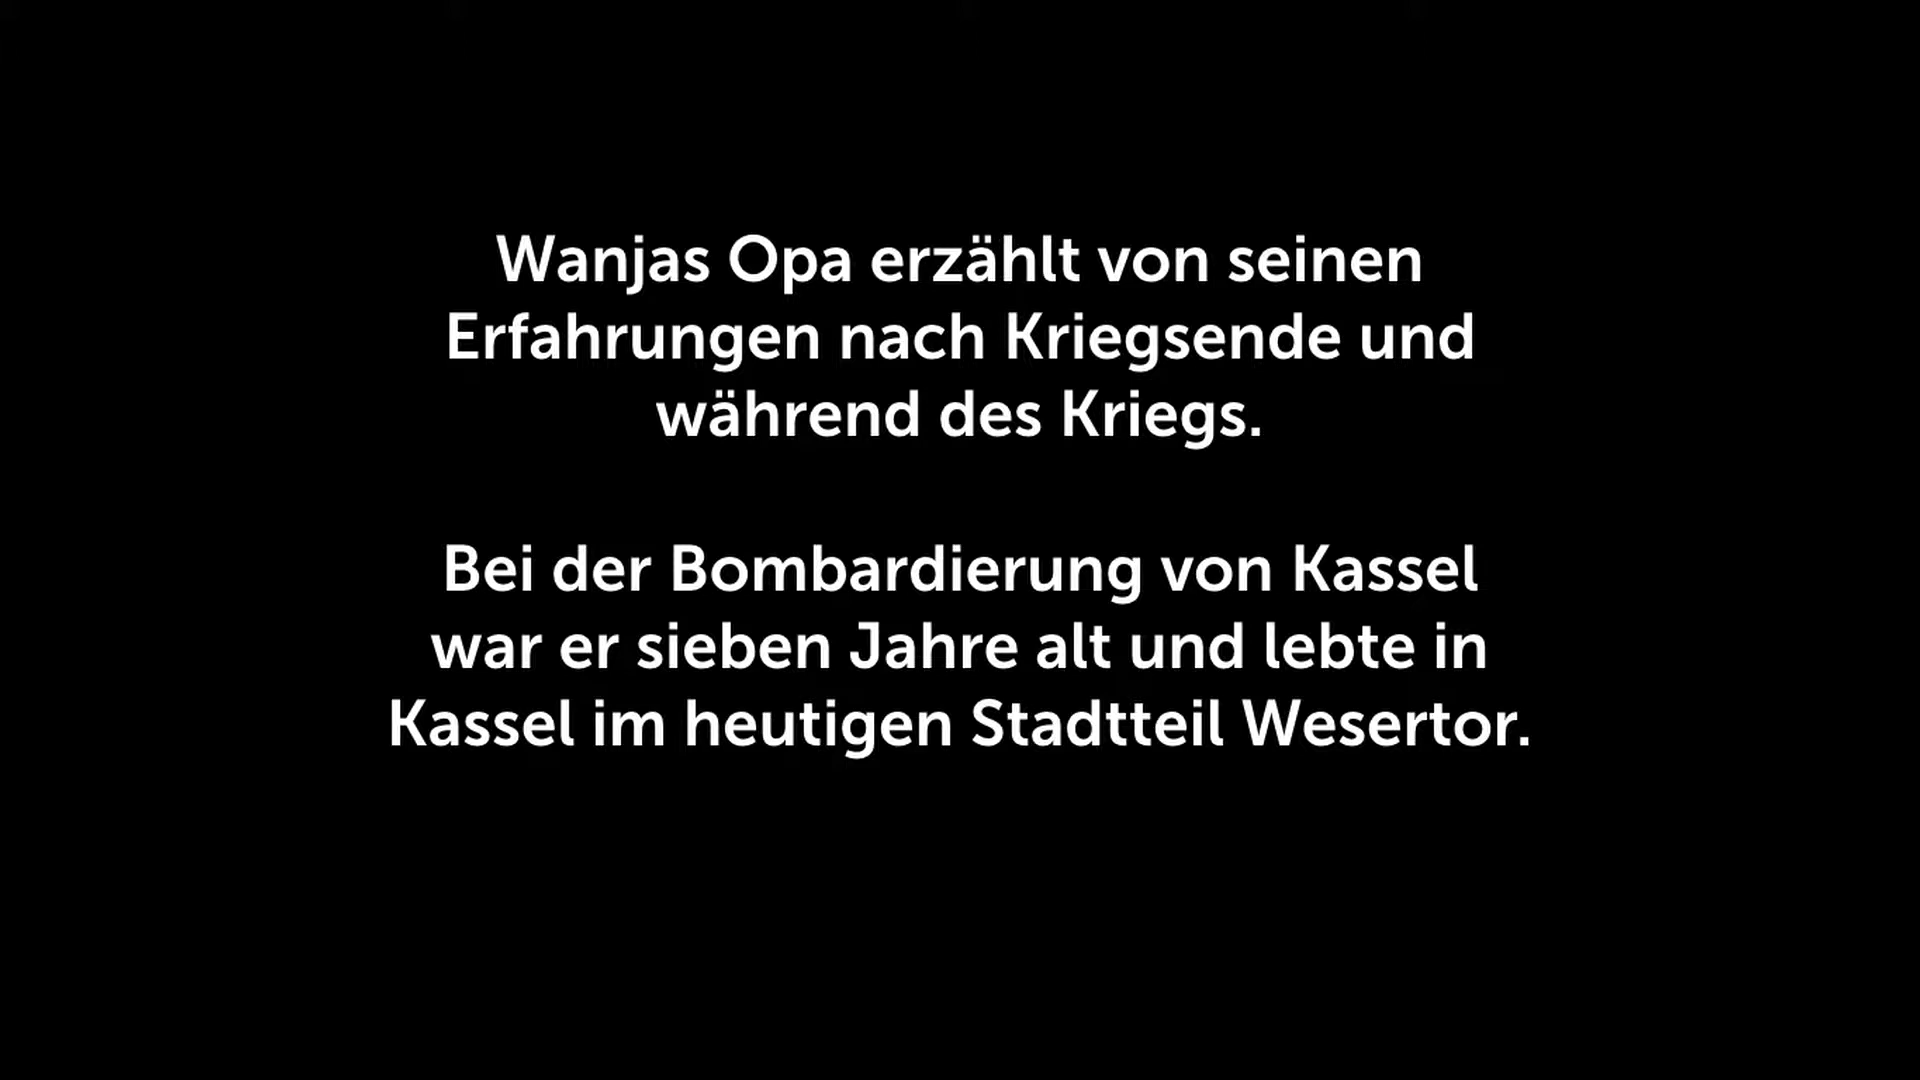 Wanjas Opa erzählt von seinen
Erfahrungen nach Kriegsende und
während des Kriegs.
Bei der Bombardierung von Kassel
war er sieben Jahre alt und lebte in
Kassel im heutigen Stadtteil Wesertor.